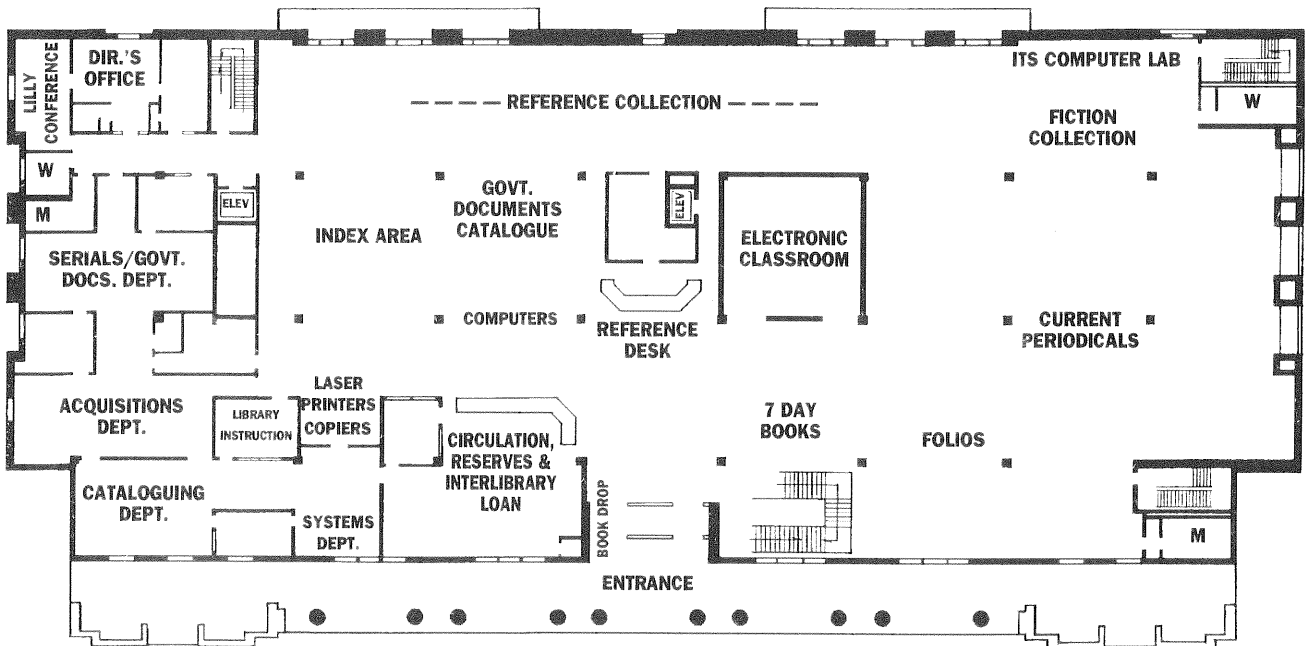 LILLY
CONFERENCE
DIR.'S
OFFICE
REFERENCE COLLECTION
ITS COMPUTER LAB
W
FICTION
COLLECTION
W
M
ELEV
GOVT.
DOCUMENTS
CATALOGUE
ELEV
INDEX AREA
ELECTRONIC
CLASSROOM
SERIALS/GOVT.
DOCS. DEPT.
COMPUTERS
REFERENCE
DESK
CURRENT
PERIODICALS
LASER
PRINTERS
COPIERS
ACQUISITIONS
DEPT.
LIBRARY
INSTRUCTION
7 DAY
BOOKS
FOLIOS
CIRCULATION,
RESERVES &
INTERLIBRARY
LOAN
CATALOGUING
DEPT.
SYSTEMS
DEPT.
BOOK DROP
M
ENTRANCE